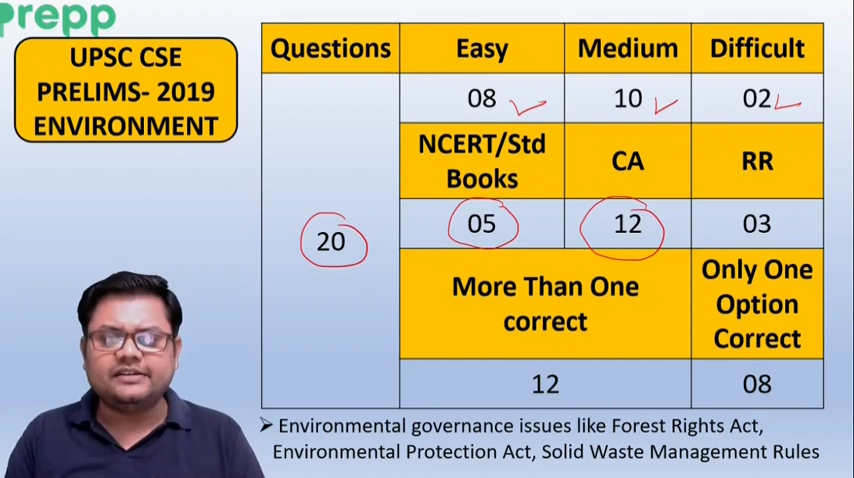 Prepp
UPSC CSE
PRELIMS- 2019
ENVIRONMENT
Questions Easy Medium Difficult
08 10 02
NCERT/Std
Books
CA RR
20 05 12 03
More Than One
correct
Only One
Option
Correct
12 08
➢ Environmental governance issues like Forest Rights Act,
Environmental Protection Act, Solid Waste Management Rules